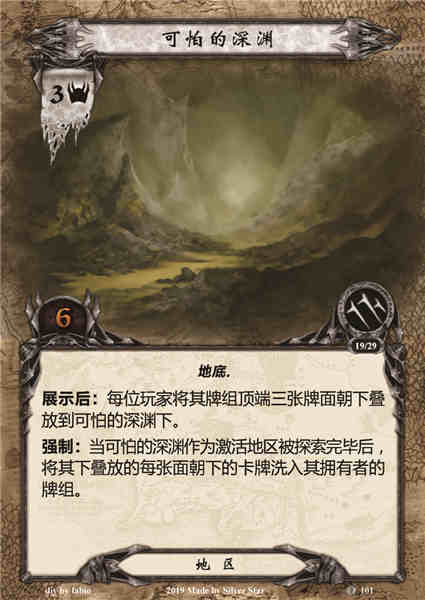 可怕的深渊
3
6
19/29
地底.
展示后：每位玩家将其牌组顶端三张牌面朝下叠
放到可怕的深渊下。
强制：当可怕的深渊作为激活地区被探索完毕后，
将其下叠放的每张面朝下的卡牌洗入其拥有者的
牌组。
地区
diy by fabio
2019 Made by Silver Star
101